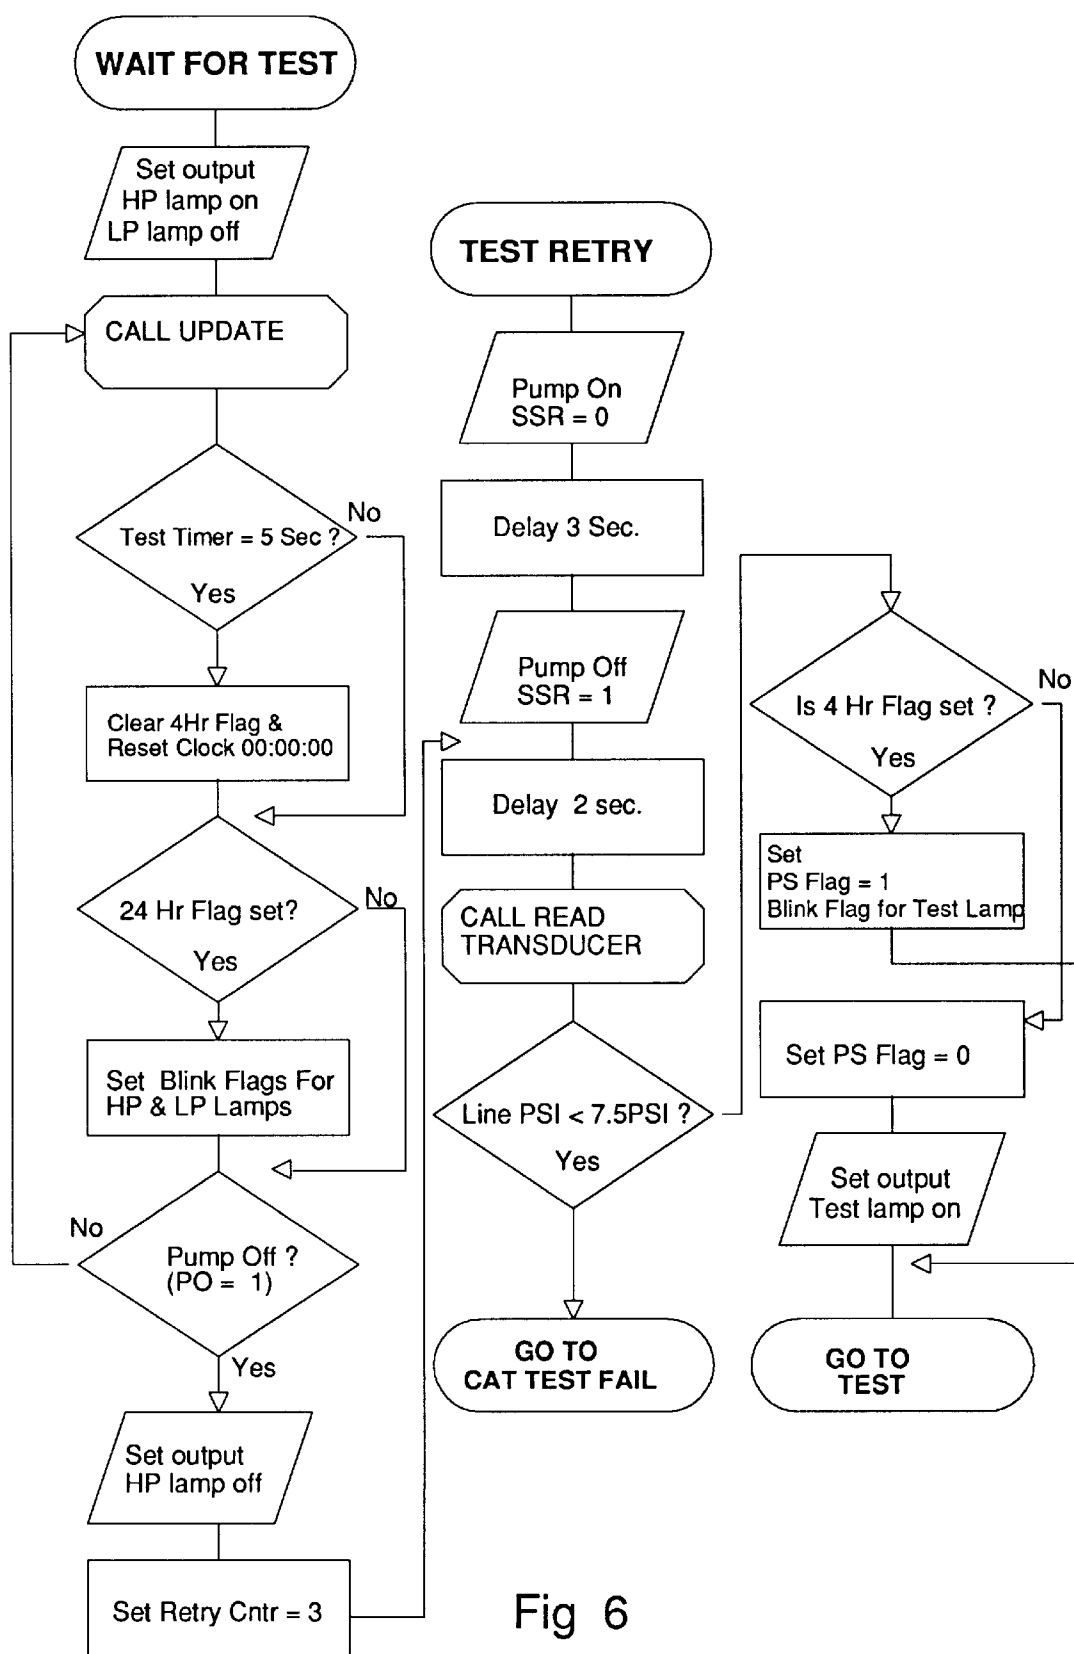 WAIT FOR TEST
Set output
HP lamp on
LP lamp off
CALL UPDATE
Test Timer = 5 Sec ?
No
Yes
Clear 4Hr Flag &
Reset Clock 00:00:00
24 Hr Flag set?
No
Yes
Set Blink Flags For
HP & LP Lamps
No
Pump Off ?
(PO = 1)
Yes
Set output
HP lamp off
Set Retry Cntr = 3
TEST RETRY
Pump On
SSR = 0
Delay 3 Sec.
Pump Off
SSR = 1
Delay 2 sec.
CALL READ
TRANSDUCER
Line PSI < 7.5PSI ?
Yes
GO TO
CAT TEST FAIL
Is 4 Hr Flag set ?
No
Yes
Set
PS Flag = 1
Blink Flag for Test Lamp
Set PS Flag = 0
Set output
Test lamp on
GO TO
TEST
Fig 6